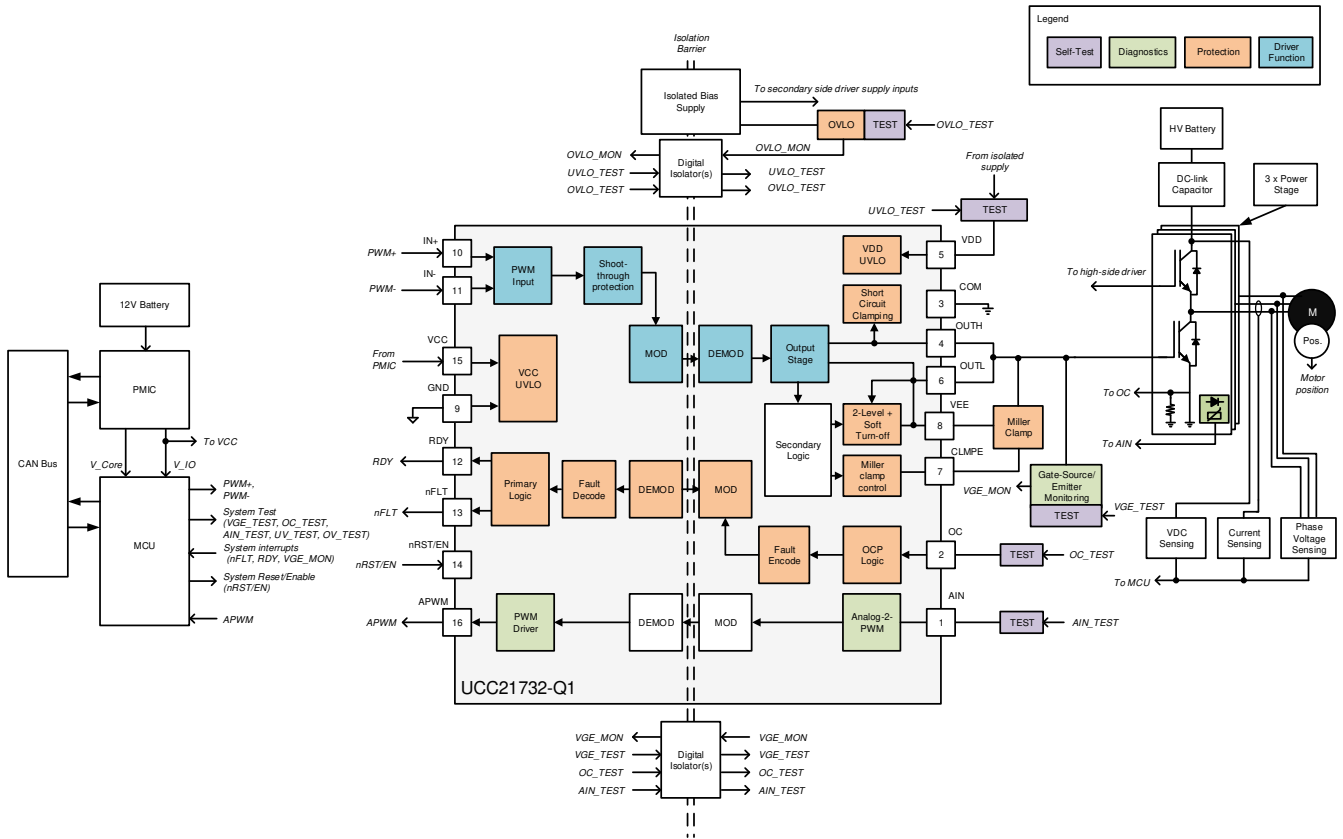 Legend
Self-Test
Diagnostics
Protection
Driver
Function
Isolation
Barrier
Isolated Bias
Supply
To secondary side driver supply inputs
OVLO
TEST
OVLO_TEST
OVLO_MON
OVLO_MON
UVLO_TEST
OVLO_TEST
Digital
Isolator(s)
UVLO_TEST
OVLO_TEST
From isolated
supply
UVLO_TEST
TEST
HV Battery
DC-link
Capacitor
3 x Power
Stage
To high-side driver
M
Pos.
Motor
position
To OC
To AIN
12V Battery
PMIC
CAN Bus
To VCC
V_Core
V_IO
MCU
PWM+,
PWM-
System Test
(VGE_TEST, OC_TEST,
AIN_TEST, UV_TEST, OV_TEST)
System interrupts
(nFLT, RDY, VGE_MON)
System Reset/Enable
(nRST/EN)
APWM
PWM+
IN+
10
PWM-
IN-
11
From
PMIC
VCC
15
GND
9
RDY
RDY
12
nFLT
nFLT
13
nRST/EN
nRST/EN
14
APWM
APWM
16
PWM
Input
Shoot-
through
protection
VCC
UVLO
MOD
DEMOD
Output
Stage
VDD
UVLO
Short
Circuit
Clamping
Secondary
Logic
2-Level +
Soft
Turn-off
Miller
clamp
control
Primary
Logic
Fault
Decode
DEMOD
MOD
Fault
Encode
OCP
Logic
PWM
Driver
DEMOD
MOD
Analog-2-
PWM
VDD
5
COM
3
OUTH
4
OUTL
6
VEE
8
CLMPE
7
OC
2
AIN
1
Miller
Clamp
VGE_MON
Gate-Source/
Emitter
Monitoring
TEST
VGE_TEST
TEST
OC_TEST
TEST
AIN_TEST
VDC
Sensing
Current
Sensing
Phase
Voltage
Sensing
To MCU
UCC21732-Q1
VGE_MON
VGE_TEST
OC_TEST
AIN_TEST
Digital
Isolator(s)
VGE_MON
VGE_TEST
OC_TEST
AIN_TEST